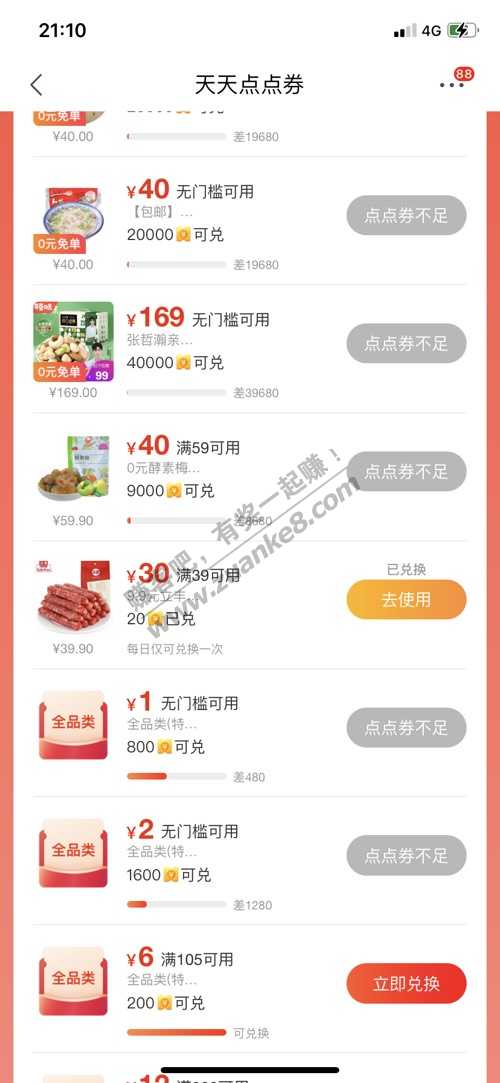 21:10
4G
天天点点券
88
0元免单
¥40.00
20000 可兑
差19680
¥40 无门槛可用
【包邮】...
20000 可兑
点点券不足
0元免单
¥40.00
差19680
¥169 无门槛可用
张哲瀚亲...
40000 可兑
点点券不足
0元免单
99
¥169.00
差39680
¥40 满59可用
0元酵素梅...
9000 可兑
点点券不足
¥59.90
差8680
赚客吧，有奖一起赚！
www.zuanke8.com
¥30 满39可用
9.9元立丰...
20 已兑
已兑换
去使用
¥39.90
每日仅可兑换一次
全品类
¥1 无门槛可用
全品类(特...
800 可兑
点点券不足
差480
全品类
¥2 无门槛可用
全品类(特...
1600 可兑
点点券不足
差1280
全品类
¥6 满105可用
全品类(特...
200 可兑
立即兑换
可兑换